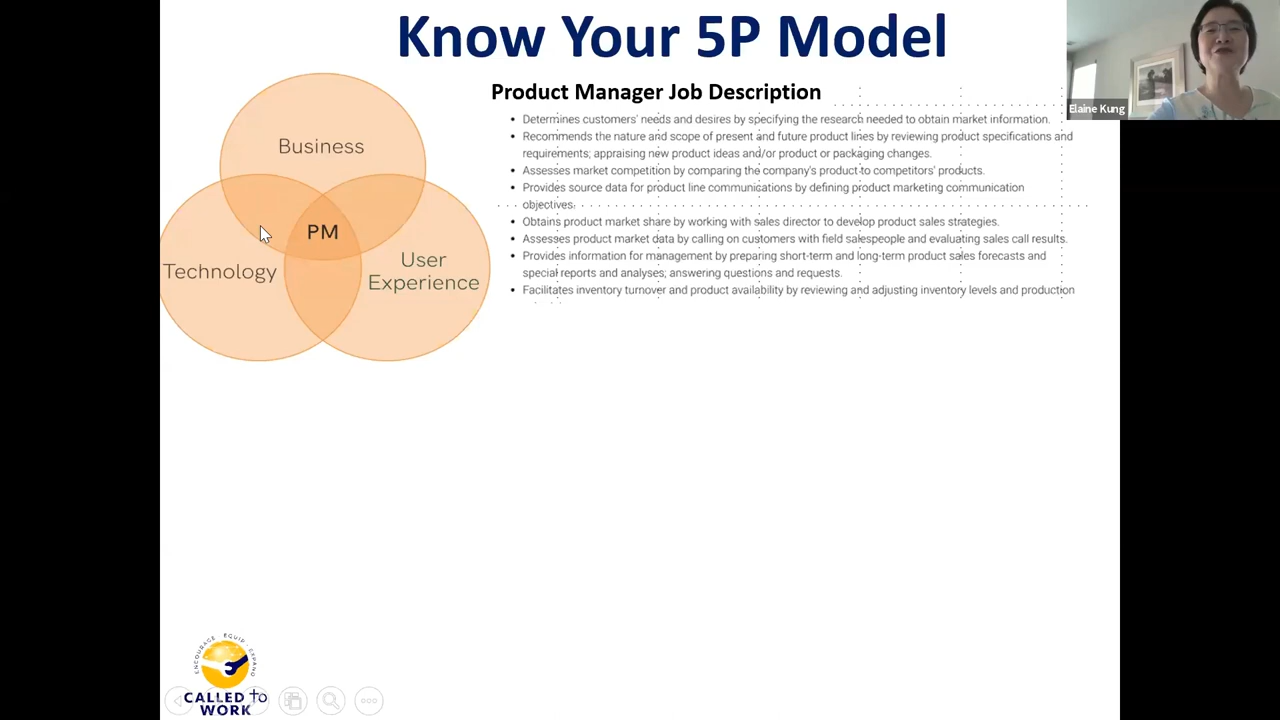 Know Your 5P Model
Elaine Kung
Product Manager Job Description
Business
Technology
PM
User
Experience
• Determines customers' needs and desires by specifying the research needed to obtain market information.
• Recommends the nature and scope of present and future product lines by reviewing product specifications and
requirements; appraising new product ideas and/or product or packaging changes.
• Assesses market competition by comparing the company's product to competitors' products.
• Provides source data for product line communications by defining product marketing communication
objectives.
• Obtains product market share by working with sales director to develop product sales strategies.
• Assesses product market data by calling on customers with field salespeople and evaluating sales call results.
• Provides information for management by preparing short-term and long-term product sales forecasts and
special reports and analyses; answering questions and requests.
• Facilitates inventory turnover and product availability by reviewing and adjusting inventory levels and production
ENCOURAGE · EQUIP · EXPAND
CALLED to
WORK